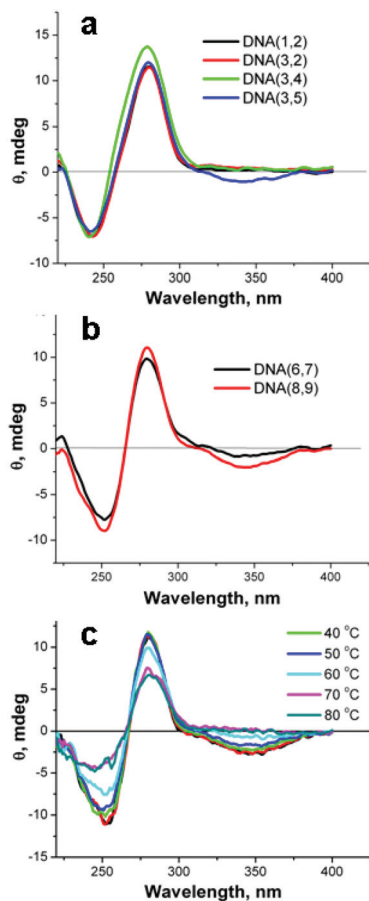 a
DNA(1,2)
DNA(3,2)
DNA(3,4)
DNA(3,5)
θ, mdeg
15
10
5
0
-5
-10
250 300 350 400
Wavelength, nm
b
DNA(6,7)
DNA(8,9)
θ, mdeg
10
5
0
-5
-10
250 300 350 400
Wavelength, nm
c
40 °C
50 °C
60 °C
70 °C
80 °C
θ, mdeg
10
5
0
-5
-10
-15
250 300 350 400
Wavelength, nm